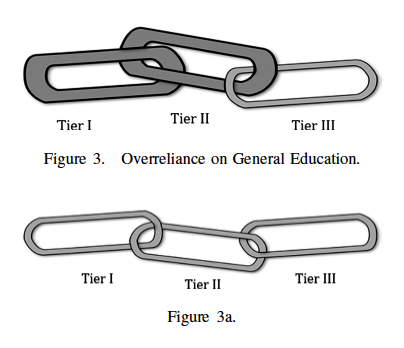 Tier I
Tier II
Tier III
Figure 3. Overreliance on General Education.
Tier I
Tier II
Tier III
Figure 3a.